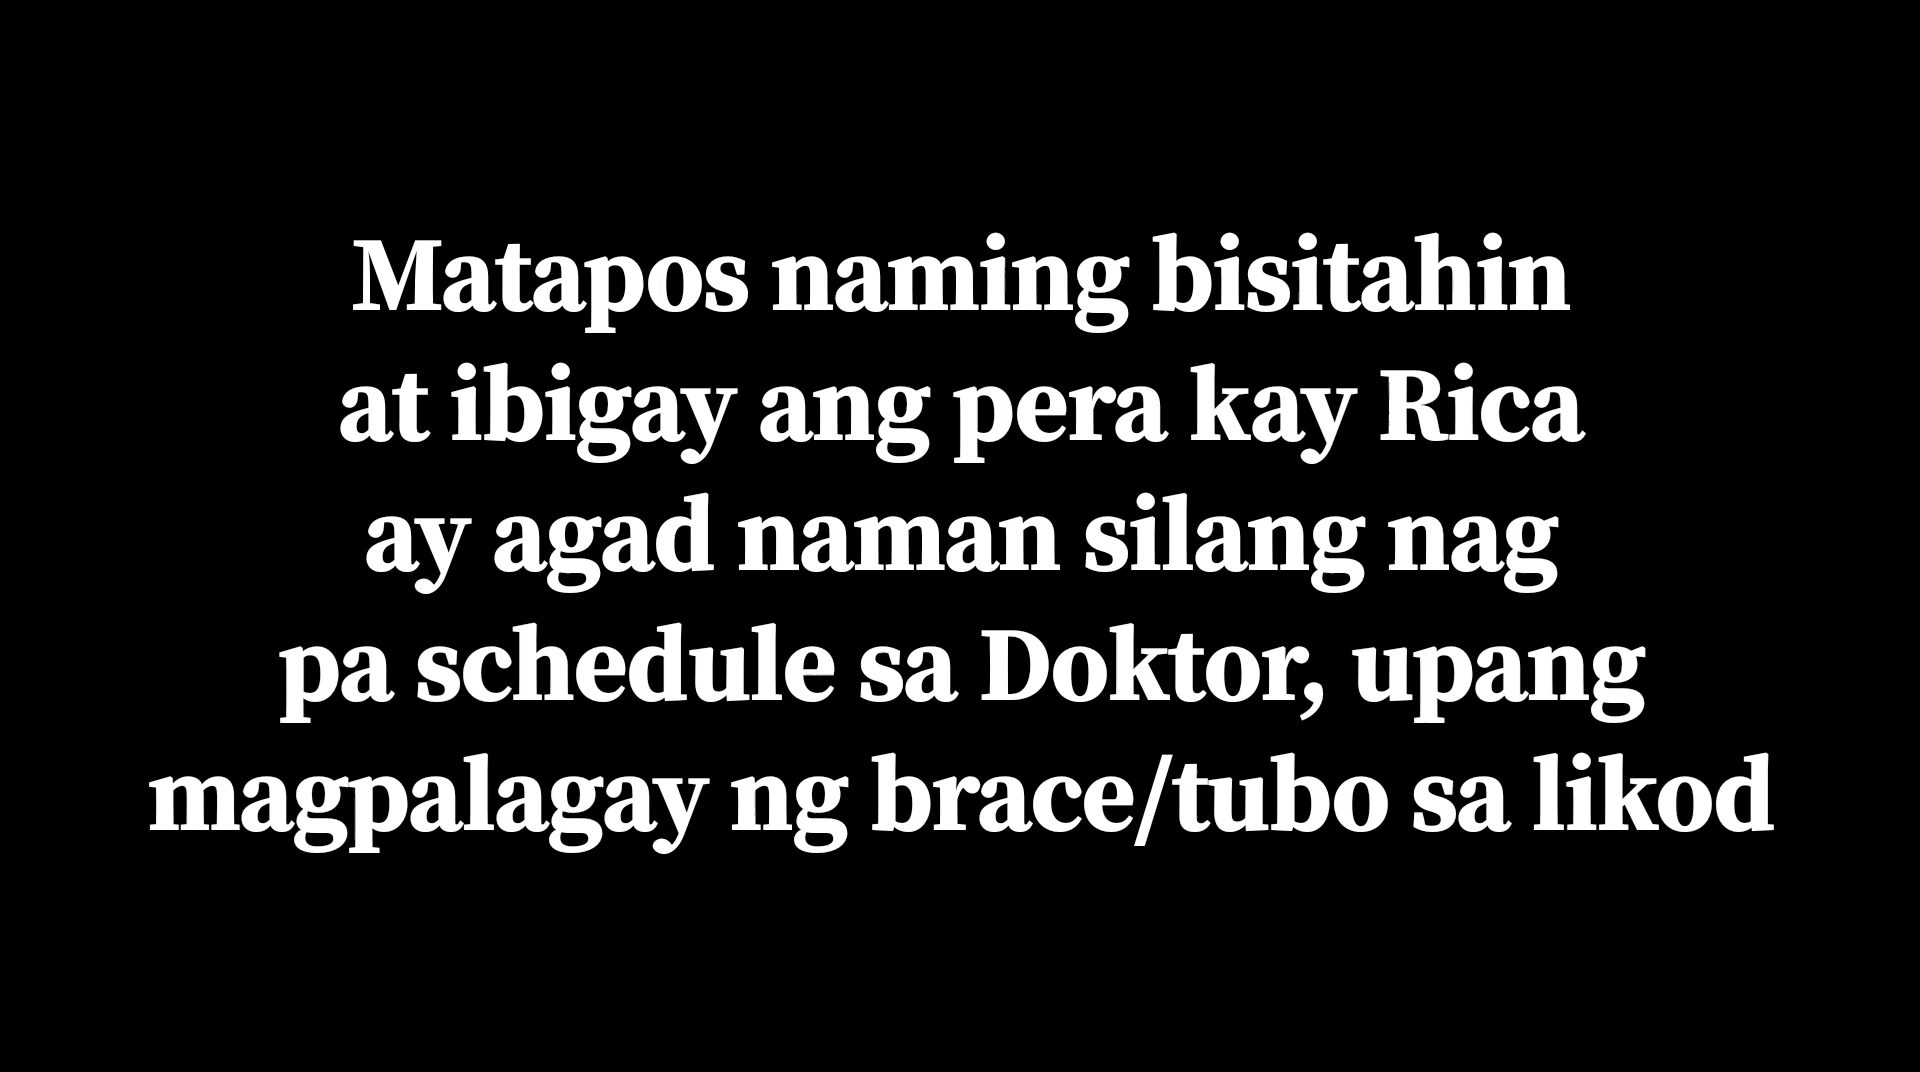 Matapos naming bisitahin
at ibigay ang pera kay Rica
ay agad naman silang nag
pa schedule sa Doktor, upang
magpalagay ng brace/tubo sa likod